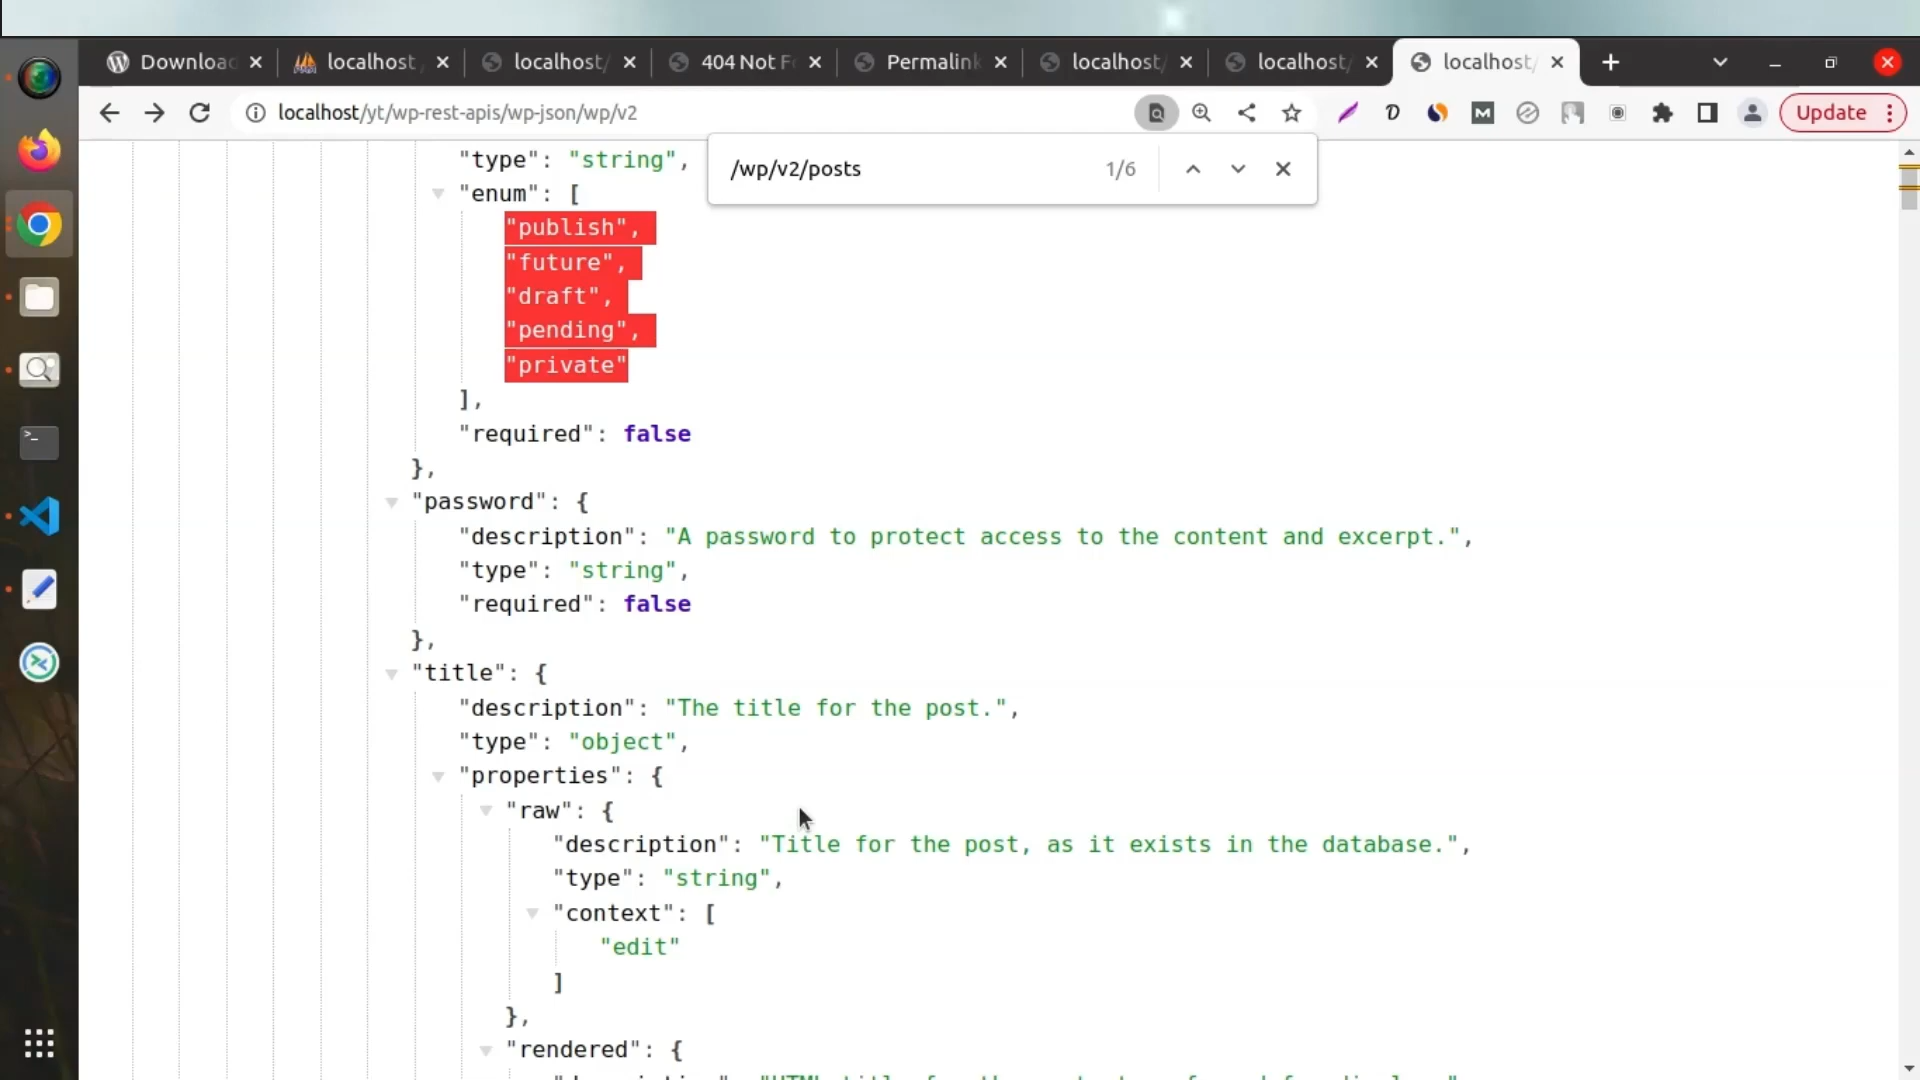 Download
localhost
localhost/
404 Not F
Permalink
localhost/
localhost/
localhost/
localhost/yt/wp-rest-apis/wp-json/wp/v2
Update
/wp/v2/posts
1/6
"type": "string",
"enum": [
"publish",
"future",
"draft",
"pending",
"private"
],
"required": false
},
"password": {
"description": "A password to protect access to the content and excerpt.",
"type": "string",
"required": false
},
"title": {
"description": "The title for the post.",
"type": "object",
"properties": {
"raw": {
"description": "Title for the post, as it exists in the database.",
"type": "string",
"context": [
"edit"
]
},
"rendered": {